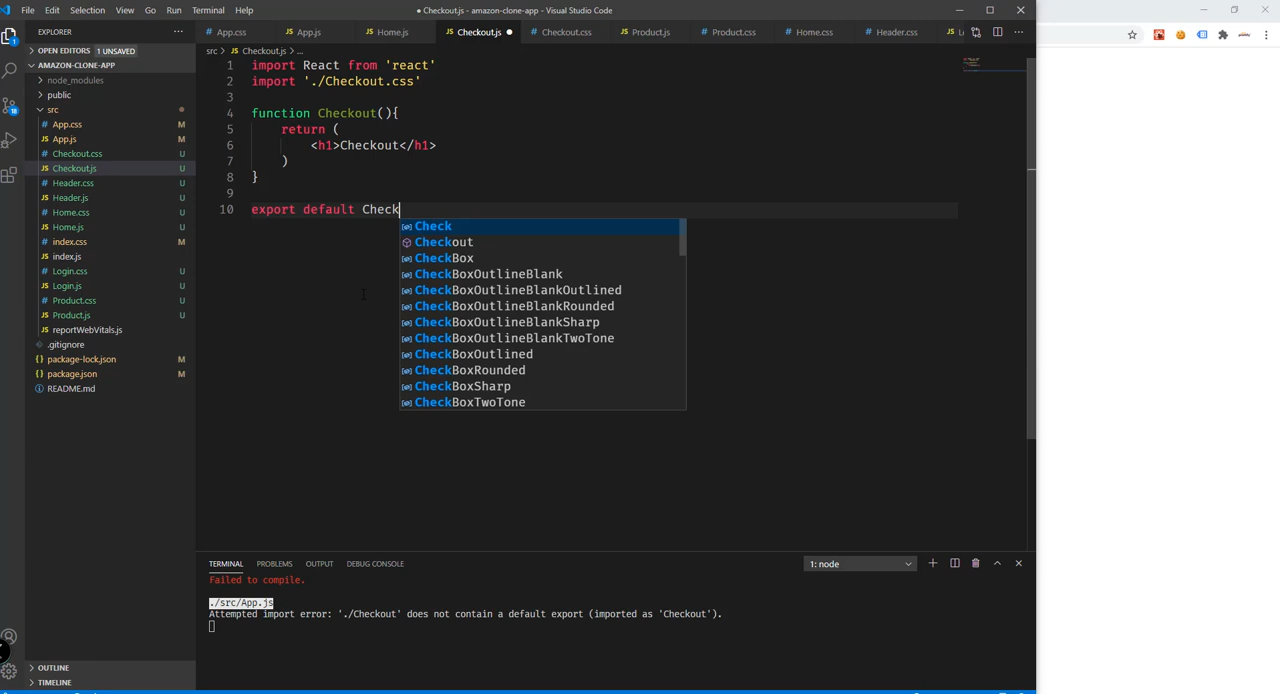 File Edit Selection View Go Run Terminal Help
● Checkout.js - amazon-clone-app - Visual Studio Code
EXPLORER
OPEN EDITORS 1 UNSAVED
AMAZON-CLONE-APP
node_modules
public
src
App.css M
App.js M
Checkout.css U
Checkout.js U
Header.css U
Header.js U
Home.css U
Home.js U
index.css M
index.js M
Login.css U
Login.js U
Product.css U
Product.js U
reportWebVitals.js
.gitignore
package-lock.json M
package.json M
README.md
OUTLINE
TIMELINE
App.css App.js Home.js Checkout.js ● Checkout.css Product.js Product.css Home.css Header.css
src > JS Checkout.js > ...
1 import React from 'react'
2 import './Checkout.css'
3
4 function Checkout(){
5 return (
6 <h1>Checkout</h1>
7 )
8 }
9
10 export default Check
Check
Checkout
CheckBox
CheckBoxOutlineBlank
CheckBoxOutlineBlankOutlined
CheckBoxOutlineBlankRounded
CheckBoxOutlineBlankSharp
CheckBoxOutlineBlankTwoTone
CheckBoxOutlined
CheckBoxRounded
CheckBoxSharp
CheckBoxTwoTone
TERMINAL PROBLEMS OUTPUT DEBUG CONSOLE 1: node
Failed to compile.
./src/App.js
Attempted import error: './Checkout' does not contain a default export (imported as 'Checkout').